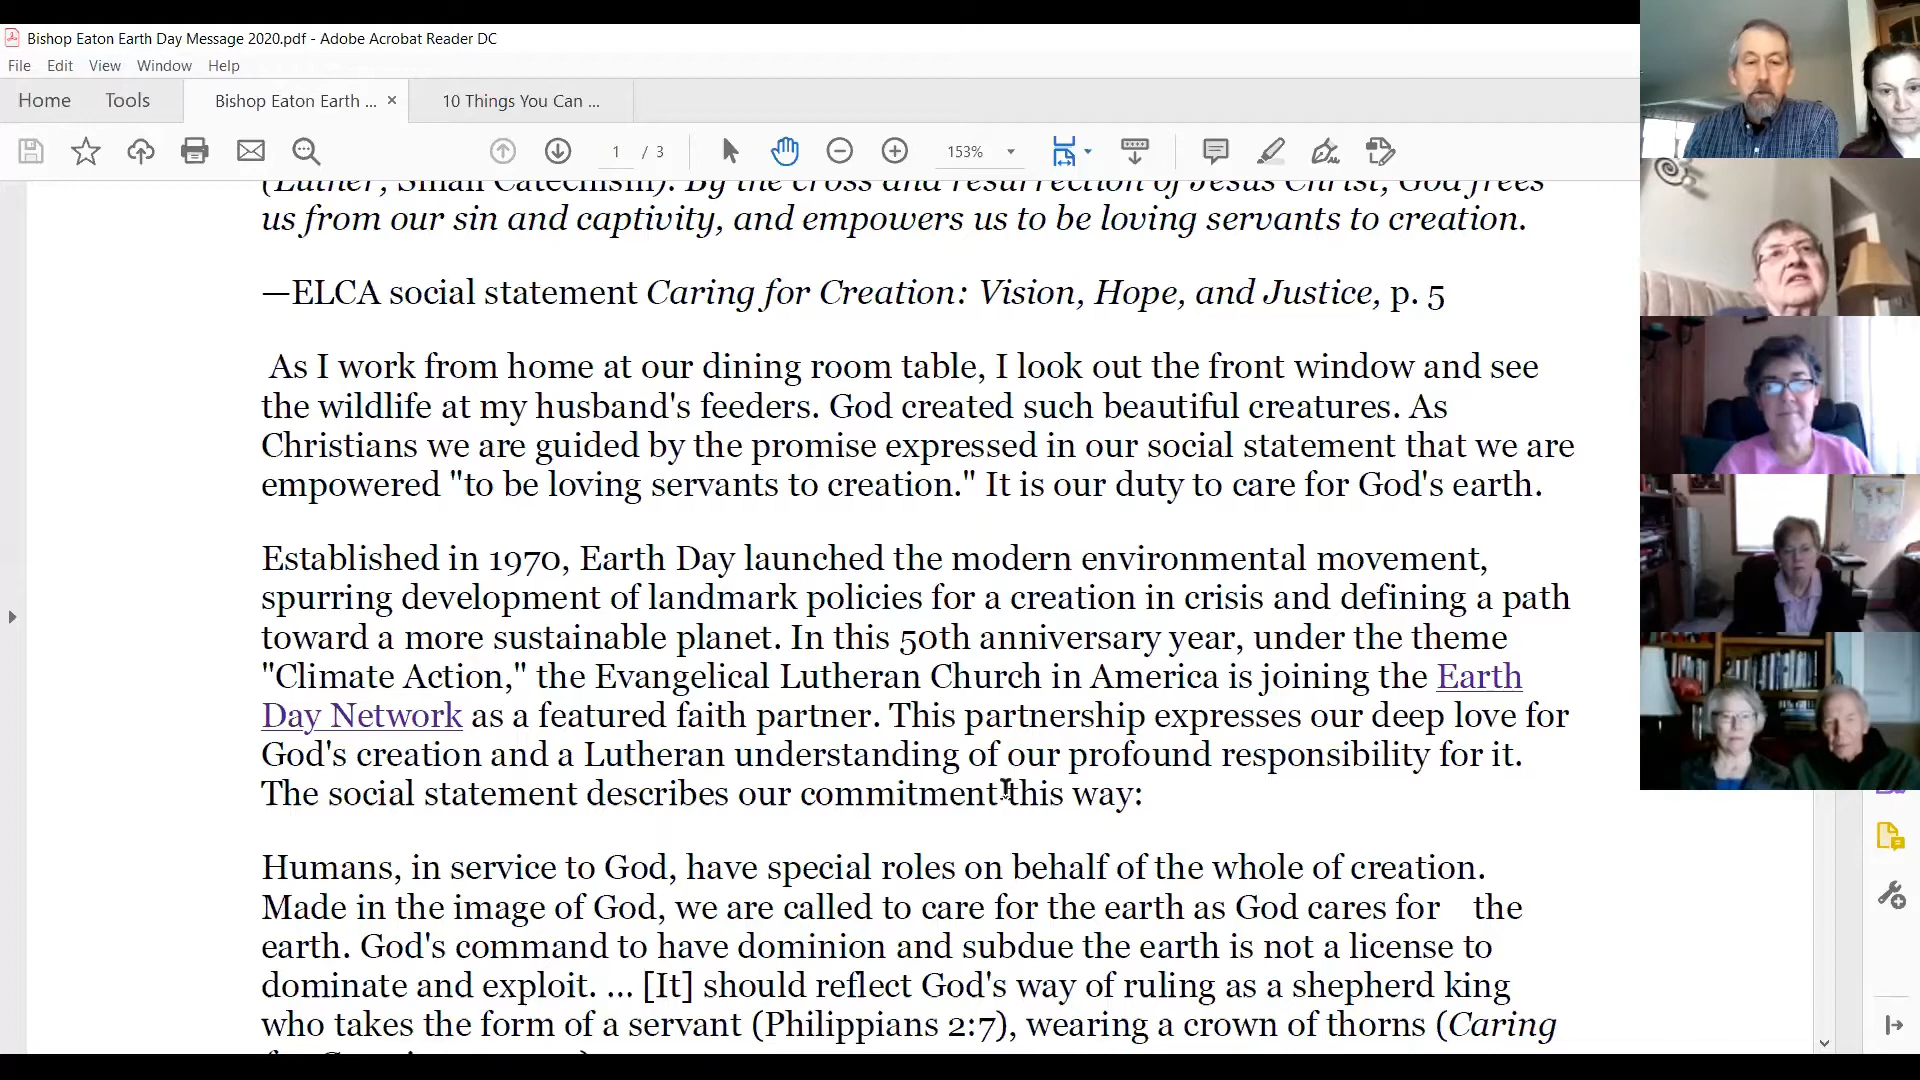 Bishop Eaton Earth Day Message 2020.pdf - Adobe Acrobat Reader DC
File Edit View Window Help
Home Tools Bishop Eaton Earth ... × 10 Things You Can ...
1 / 3 153%
(Luther, Small Catechism). By the cross and resurrection of Jesus Christ, God frees
us from our sin and captivity, and empowers us to be loving servants to creation.
—ELCA social statement Caring for Creation: Vision, Hope, and Justice, p. 5
As I work from home at our dining room table, I look out the front window and see
the wildlife at my husband's feeders. God created such beautiful creatures. As
Christians we are guided by the promise expressed in our social statement that we are
empowered "to be loving servants to creation." It is our duty to care for God's earth.
Established in 1970, Earth Day launched the modern environmental movement,
spurring development of landmark policies for a creation in crisis and defining a path
toward a more sustainable planet. In this 50th anniversary year, under the theme
"Climate Action," the Evangelical Lutheran Church in America is joining the Earth
Day Network as a featured faith partner. This partnership expresses our deep love for
God's creation and a Lutheran understanding of our profound responsibility for it.
The social statement describes our commitment this way:
Humans, in service to God, have special roles on behalf of the whole of creation.
Made in the image of God, we are called to care for the earth as God cares for the
earth. God's command to have dominion and subdue the earth is not a license to
dominate and exploit. ... [It] should reflect God's way of ruling as a shepherd king
who takes the form of a servant (Philippians 2:7), wearing a crown of thorns (Caring